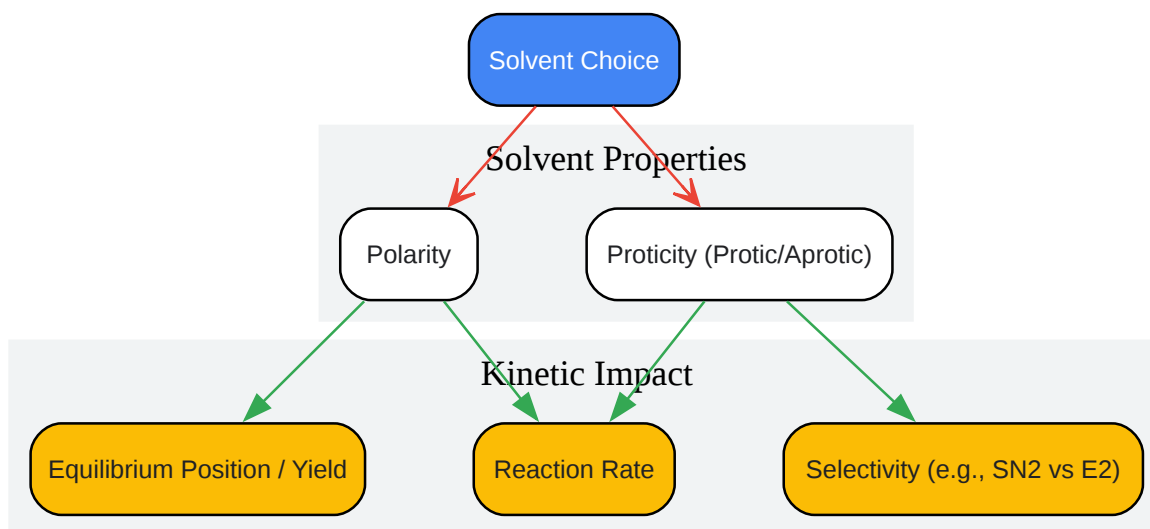 Solvent Choice
Solvent Properties
Polarity
Proticity (Protic/Aprotic)
Kinetic Impact
Equilibrium Position / Yield
Reaction Rate
Selectivity (e.g., SN2 vs E2)